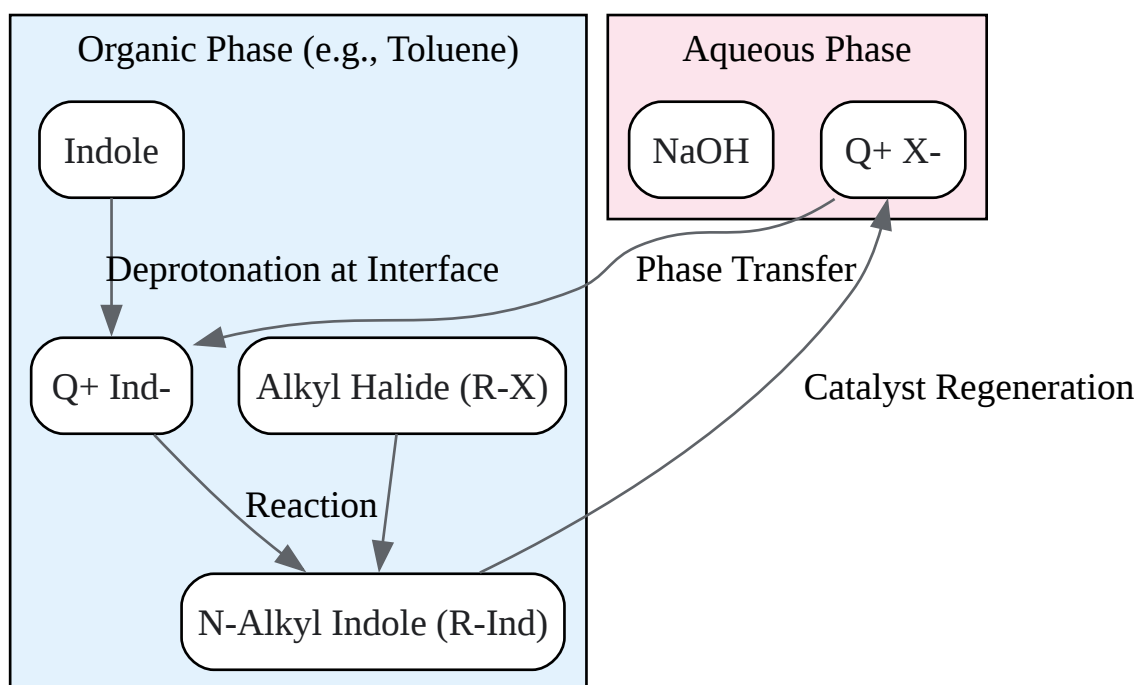 Organic Phase (e.g., Toluene)
Aqueous Phase
Indole
NaOH
Q+ X-
Deprotonation at Interface
Phase Transfer
Q+ Ind-
Alkyl Halide (R-X)
Catalyst Regeneration
Reaction
N-Alkyl Indole (R-Ind)